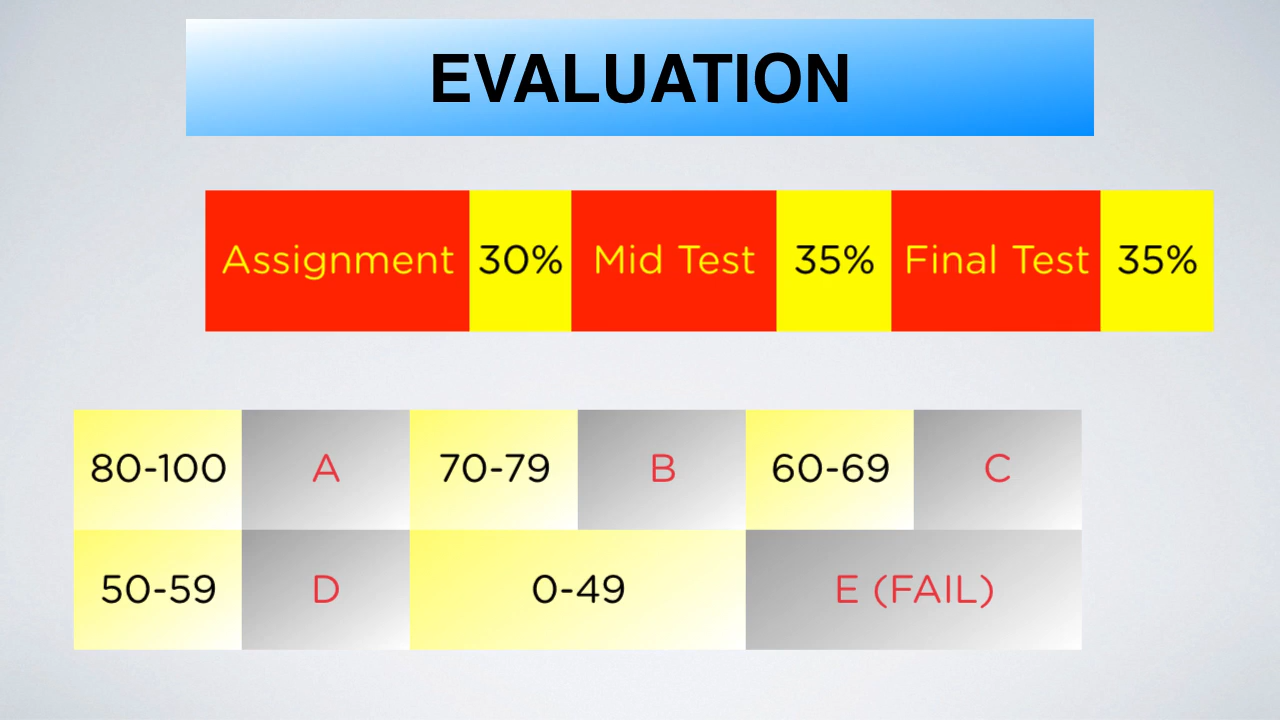 EVALUATION
Assignment 30% Mid Test 35% Final Test 35%
80-100 A 70-79 B 60-69 C
50-59 D 0-49 E (FAIL)